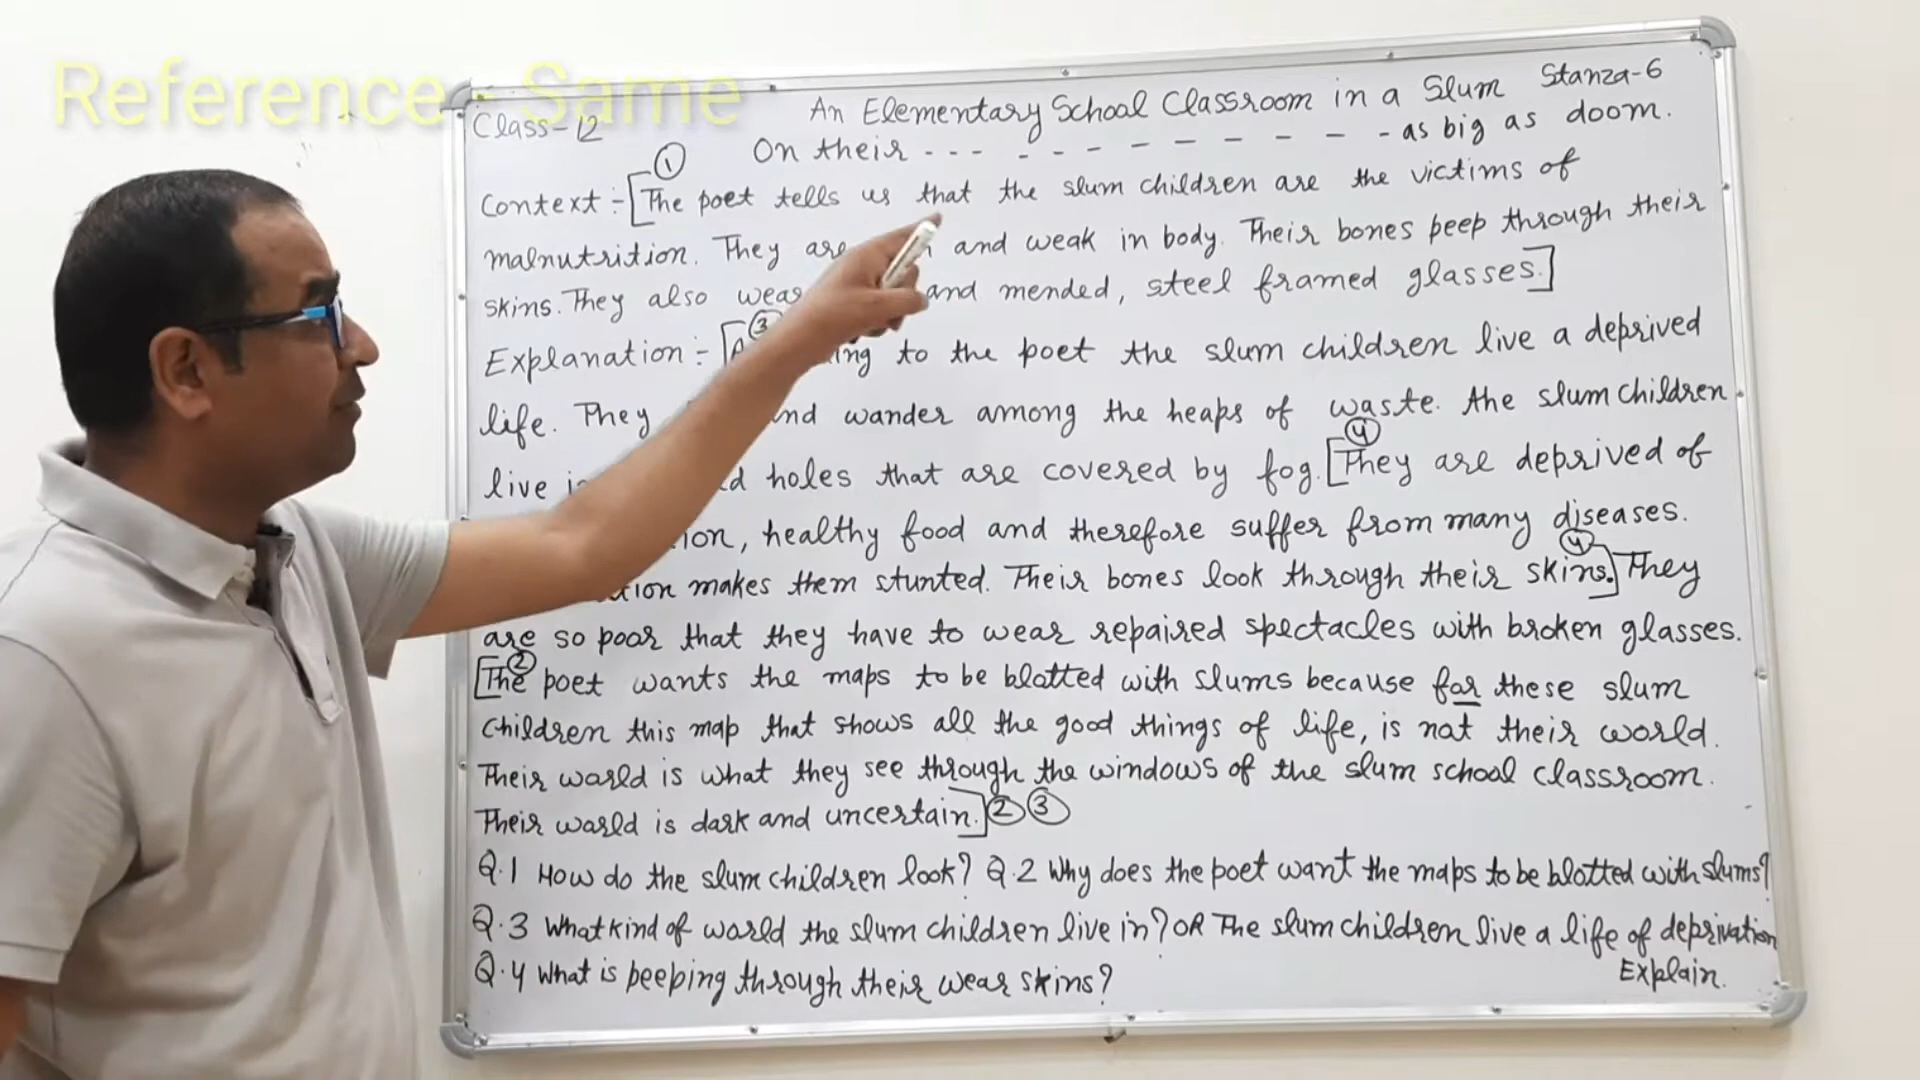 Reference - Same
An Elementary School Classroom in a Slum Stanza-6
Class-12
On their - - - - - - - - - - - - as big as doom.
Context :- [① The poet tells us that the slum children are the victims of
malnutrition. They are and weak in body. Their bones peep through their
skins. They also wear and mended, steel framed glasses.]
Explanation :- [③ to the poet the slum children live a deprived
life. They and wander among the heaps of waste. the slum children
live holes that are covered by fog. [④ They are deprived of
healthy food and therefore suffer from many diseases.
makes them stunted. Their bones look through their skins.]④ They
are so poor that they have to wear repaired spectacles with broken glasses.
[② The poet wants the maps to be blotted with slums because for these slum
children this map that shows all the good things of life, is not their world.
Their world is what they see through the windows of the slum school classroom.
Their world is dark and uncertain.]② ③
Q.1 How do the slum children look? Q.2 Why does the poet want the maps to be blotted with slums?
Q.3 What kind of world the slum children live in? OR The slum children live a life of deprivation
Explain.
Q.4 What is peeping through their wear skins?